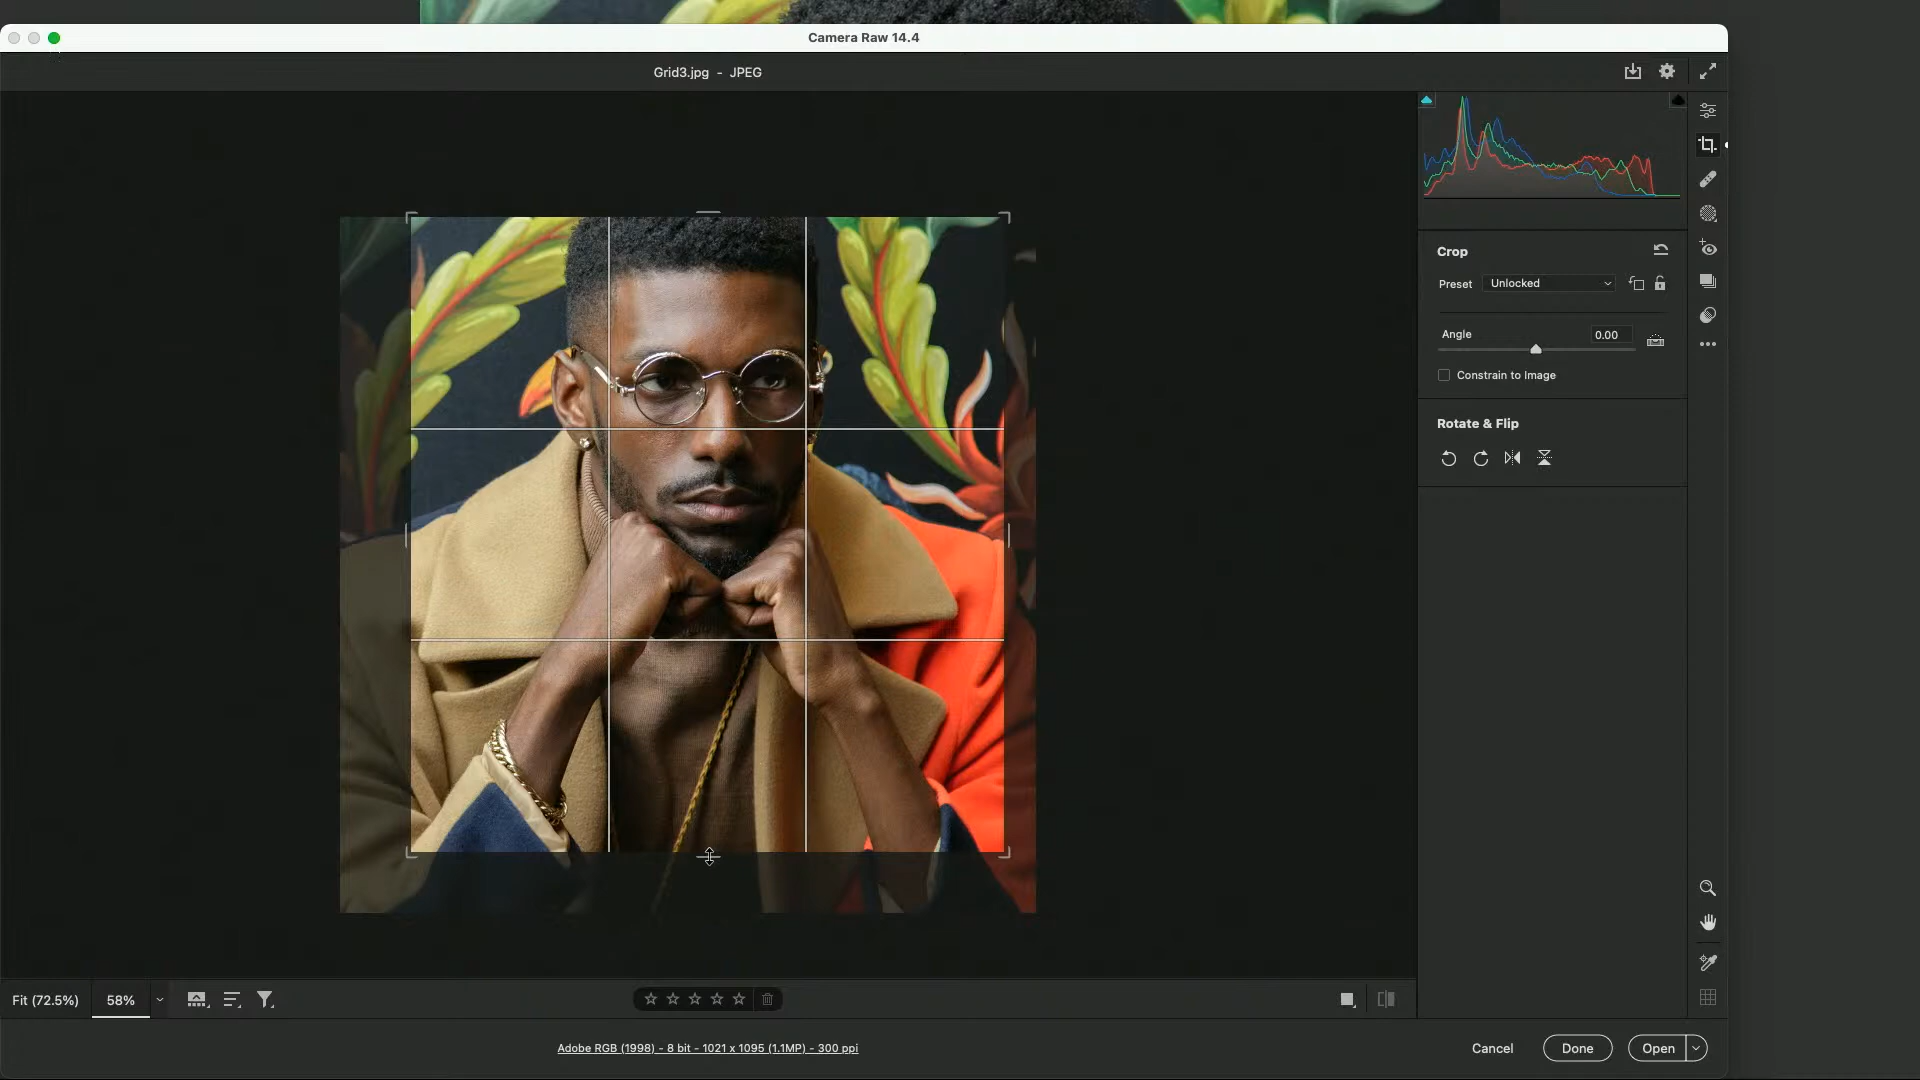 Camera Raw 14.4
Grid3.jpg - JPEG
Crop
Preset Unlocked
Angle 0.00
Constrain to Image
Rotate & Flip
Fit (72.5%) 58%
Adobe RGB (1998) - 8 bit - 1021 x 1095 (1.1MP) - 300 ppi
Cancel Done Open